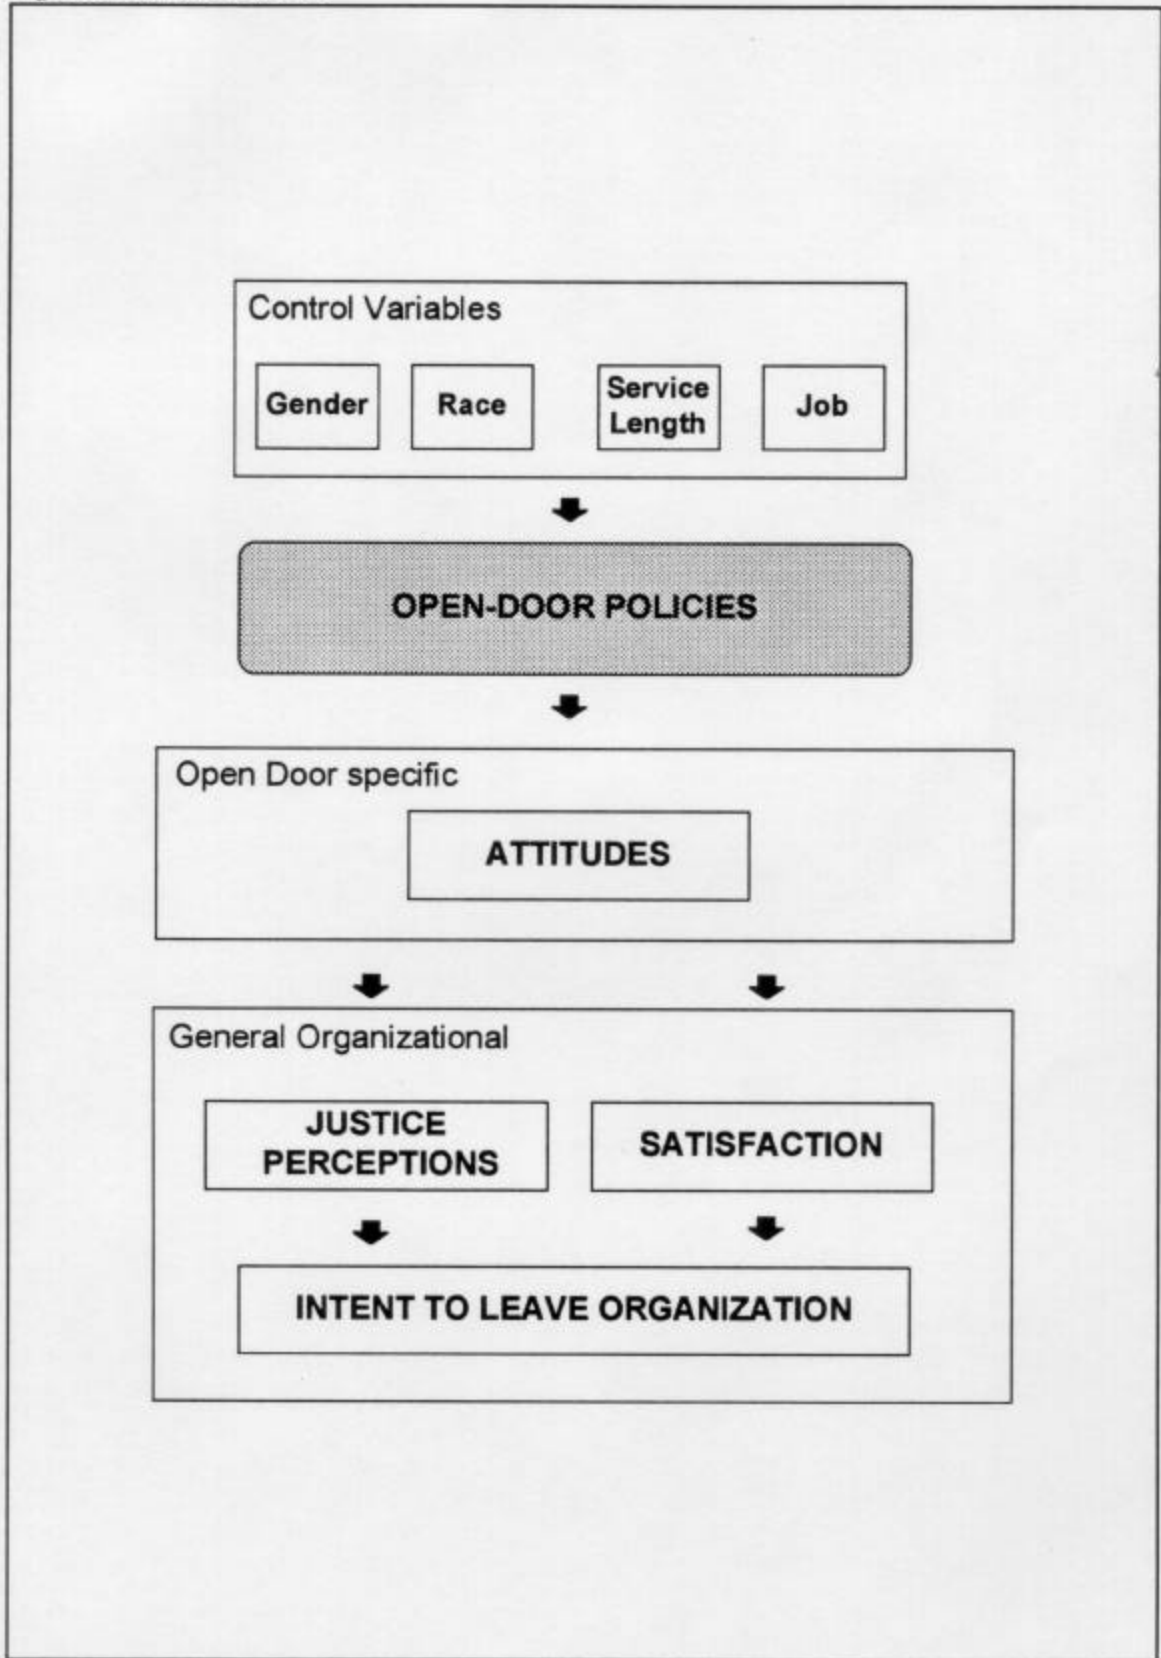 Control Variables
Gender
Race
Service
Length
Job
OPEN-DOOR POLICIES
Open Door specific
ATTITUDES
General Organizational
JUSTICE
PERCEPTIONS
SATISFACTION
INTENT TO LEAVE ORGANIZATION